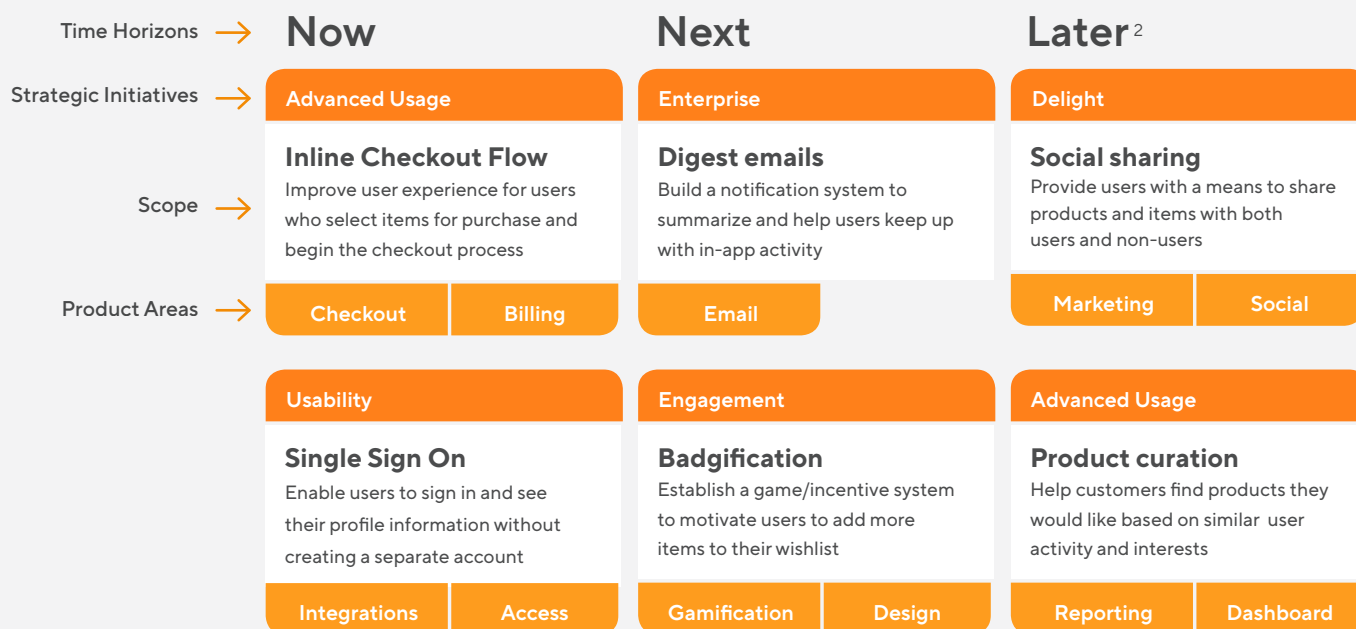 Time Horizons
Now
Next
Later 2
Strategic Initiatives
Advanced Usage
Enterprise
Delight
Scope
Inline Checkout Flow
Improve user experience for users
who select items for purchase and
begin the checkout process
Digest emails
Build a notification system to
summarize and help users keep up
with in-app activity
Social sharing
Provide users with a means to share
products and items with both
users and non-users
Product Areas
Checkout
Billing
Email
Marketing
Social
Usability
Engagement
Advanced Usage
Single Sign On
Enable users to sign in and see
their profile information without
creating a separate account
Badgification
Establish a game/incentive system
to motivate users to add more
items to their wishlist
Product curation
Help customers find products they
would like based on similar user
activity and interests
Integrations
Access
Gamification
Design
Reporting
Dashboard